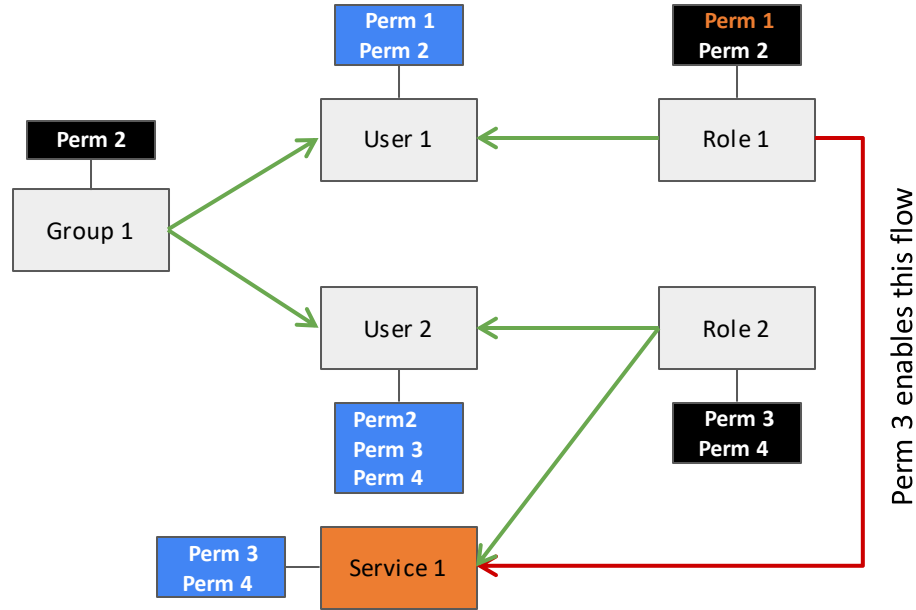 Perm 1
Perm 2
Perm 1
Perm 2
User 1
Role 1
Perm 2
Group 1
User 2
Role 2
Perm2
Perm 3
Perm 4
Perm 3
Perm 4
Perm 3
Perm 4
Service 1
Perm 3 enables this flow